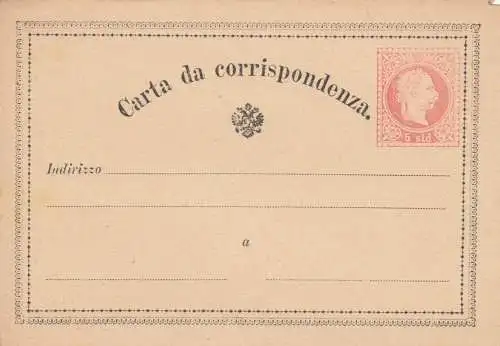 Carta da corrispondenza.
5 sld
Indirizzo
a